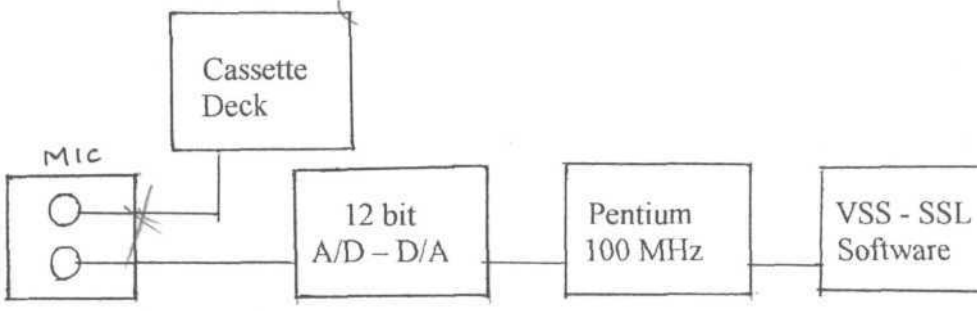 Cassette
Deck
MIC
12 bit
A/D – D/A
Pentium
100 MHz
VSS - SSL
Software